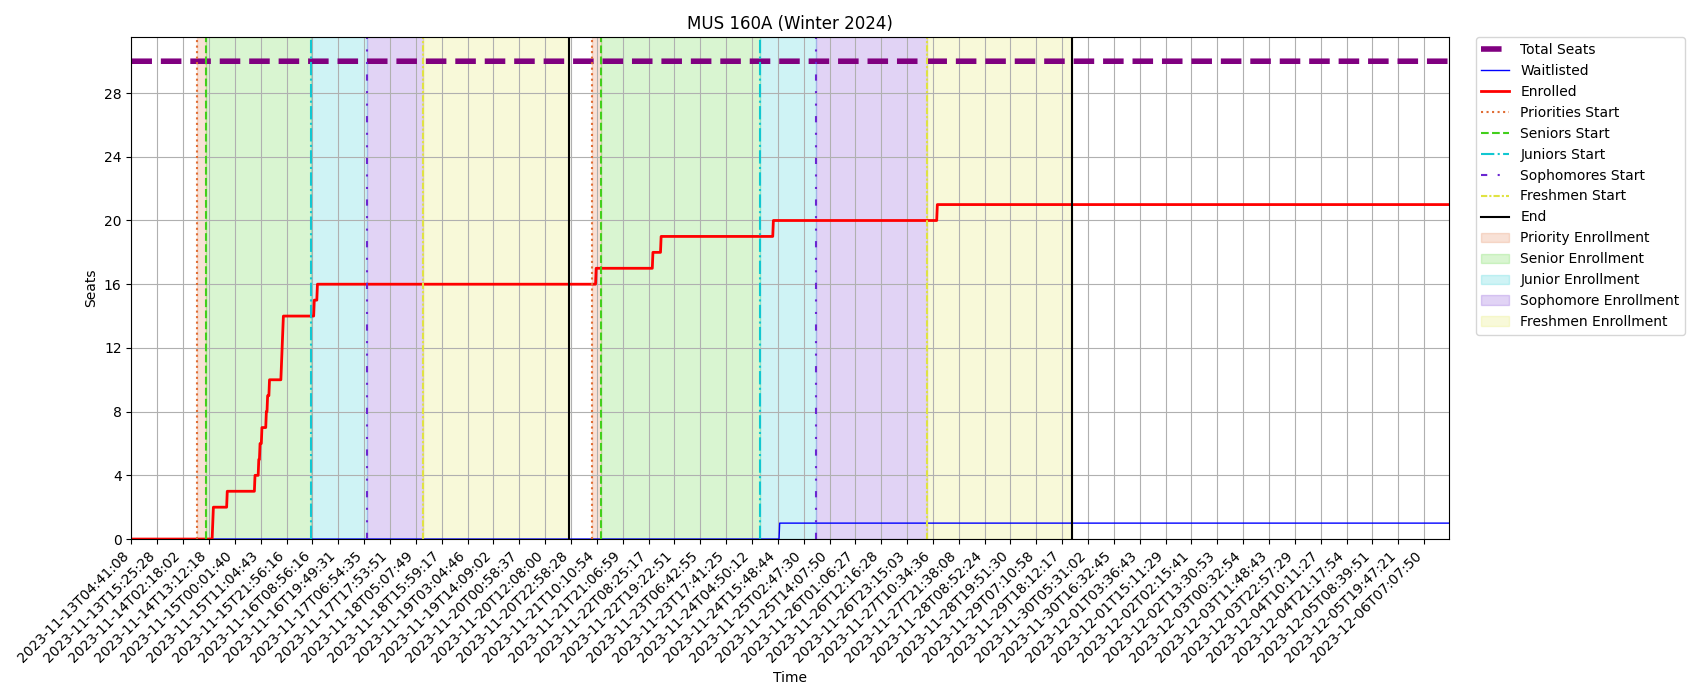 MUS 160A (Winter 2024)
Seats
28
24
20
16
12
8
4
0
2023-11-13T04:41:08
2023-11-13T15:25:28
2023-11-14T02:18:02
2023-11-14T13:12:18
2023-11-15T00:01:40
2023-11-15T11:04:43
2023-11-15T21:56:16
2023-11-16T08:56:16
2023-11-16T19:49:31
2023-11-17T06:54:35
2023-11-17T17:53:51
2023-11-18T05:07:49
2023-11-18T15:59:17
2023-11-19T03:04:46
2023-11-19T14:09:02
2023-11-20T00:58:37
2023-11-20T12:08:00
2023-11-20T22:58:28
2023-11-21T10:10:54
2023-11-21T21:06:59
2023-11-22T08:25:17
2023-11-22T19:22:51
2023-11-23T06:42:55
2023-11-23T17:41:25
2023-11-24T04:50:12
2023-11-24T15:48:44
2023-11-25T02:47:30
2023-11-25T14:07:50
2023-11-26T01:06:27
2023-11-26T12:16:28
2023-11-26T23:15:03
2023-11-27T10:34:36
2023-11-27T21:38:08
2023-11-28T08:52:24
2023-11-28T19:51:30
2023-11-29T07:10:58
2023-11-29T18:12:17
2023-11-30T05:31:02
2023-11-30T16:32:45
2023-12-01T03:36:43
2023-12-01T15:11:29
2023-12-02T02:15:41
2023-12-02T13:30:53
2023-12-03T00:32:54
2023-12-03T11:48:43
2023-12-03T22:57:29
2023-12-04T10:11:27
2023-12-04T21:17:54
2023-12-05T08:39:51
2023-12-05T19:47:21
2023-12-06T07:07:50
Time
Total Seats
Waitlisted
Enrolled
Priorities Start
Seniors Start
Juniors Start
Sophomores Start
Freshmen Start
End
Priority Enrollment
Senior Enrollment
Junior Enrollment
Sophomore Enrollment
Freshmen Enrollment